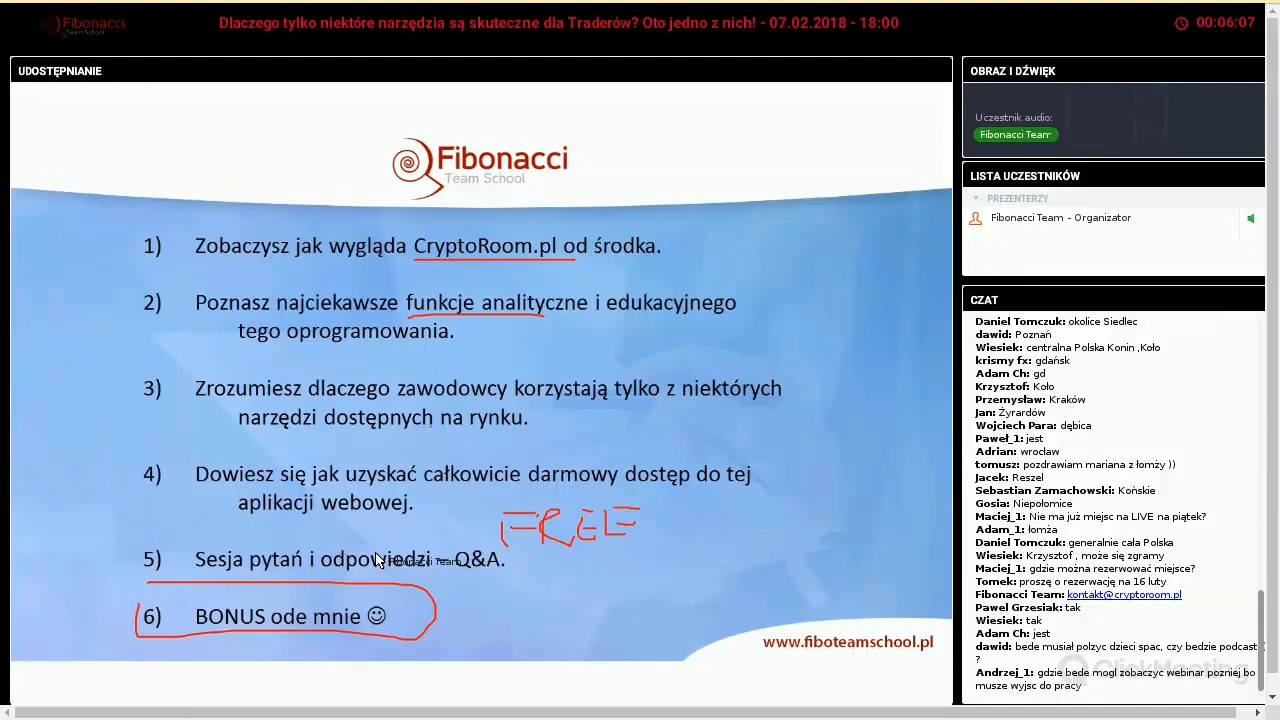 Fibonacci
Team School
Dlaczego tylko niektóre narzędzia są skuteczne dla Traderów? Oto jedno z nich! - 07.02.2018 - 18:00
00:06:07
UDOSTĘPNIANIE
Fibonacci
Team School
1) Zobaczysz jak wygląda CryptoRoom.pl od środka.
2) Poznasz najciekawsze funkcje analityczne i edukacyjnego
tego oprogramowania.
3) Zrozumiesz dlaczego zawodowcy korzystają tylko z niektórych
narzędzi dostępnych na rynku.
4) Dowiesz się jak uzyskać całkowicie darmowy dostęp do tej
aplikacji webowej.
FREE
5) Sesja pytań i odpowiedzi – Q&A.
Fibonacci Team
6) BONUS ode mnie ☺
www.fiboteamschool.pl
OBRAZ I DŹWIĘK
Uczestnik audio:
Fibonacci Team
LISTA UCZESTNIKÓW
PREZENTERZY
Fibonacci Team - Organizator
CZAT
Daniel Tomczuk: okolice Siedlec
dawid: Poznań
Wiesiek: centralna Polska Konin ,Koło
krismy fx: gdańsk
Adam Ch: gd
Krzysztof: Koło
Przemysław: Kraków
Jan: Żyrardów
Wojciech Para: dębica
Paweł_1: jest
Adrian: wrocław
tomusz: pozdrawiam mariana z łomży ))
Jacek: Reszel
Sebastian Zamachowski: Końskie
Gosia: Niepołomice
Maciej_1: Nie ma już miejsc na LIVE na piątek?
Adam_1: łomża
Daniel Tomczuk: generalnie cała Polska
Wiesiek: Krzysztof , może się zgramy
Maciej_1: gdzie można rezerwować miejsce?
Tomek: proszę o rezerwację na 16 luty
Fibonacci Team: kontakt@cryptoroom.pl
Pawel Grzesiak: tak
Wiesiek: tak
Adam Ch: jest
dawid: bede musiał polzyc dzieci spac, czy bedzie podcast
?
Andrzej_1: gdzie bede mogl zobaczyc webinar pozniej bo
musze wyjsc do pracy
ClickMeeting